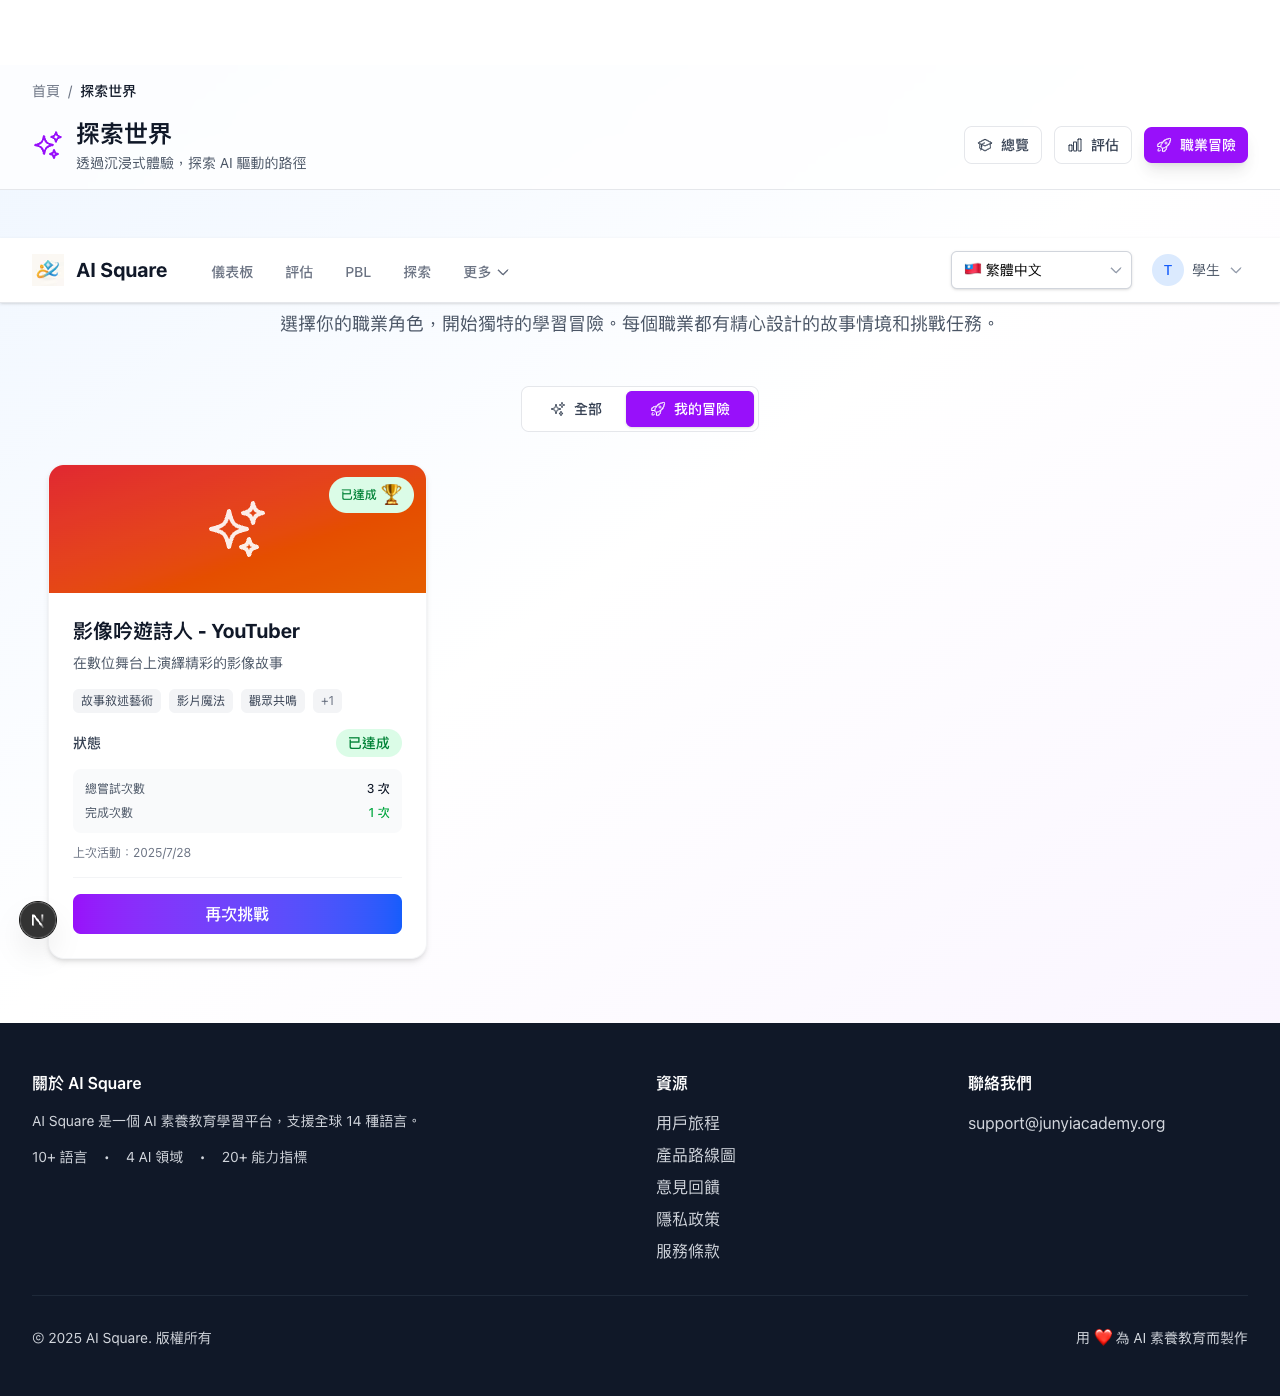 首頁 / 探索世界
探索世界
透過沉浸式體驗，探索 AI 驅動的路徑
總覽
評估
職業冒險
AI Square
儀表板
評估
PBL
探索
更多
🇹🇼 繁體中文
T
學生
選擇你的職業角色，開始獨特的學習冒險。每個職業都有精心設計的故事情境和挑戰任務。
全部
我的冒險
已達成 🏆
影像吟遊詩人 - YouTuber
在數位舞台上演繹精彩的影像故事
故事敘述藝術
影片魔法
觀眾共鳴
+1
狀態
已達成
總嘗試次數
3 次
完成次數
1 次
上次活動：2025/7/28
再次挑戰
N
關於 AI Square
AI Square 是一個 AI 素養教育學習平台，支援全球 14 種語言。
10+ 語言 • 4 AI 領域 • 20+ 能力指標
資源
用戶旅程
產品路線圖
意見回饋
隱私政策
服務條款
聯絡我們
support@junyiacademy.org
© 2025 AI Square. 版權所有
用 ❤️ 為 AI 素養教育而製作